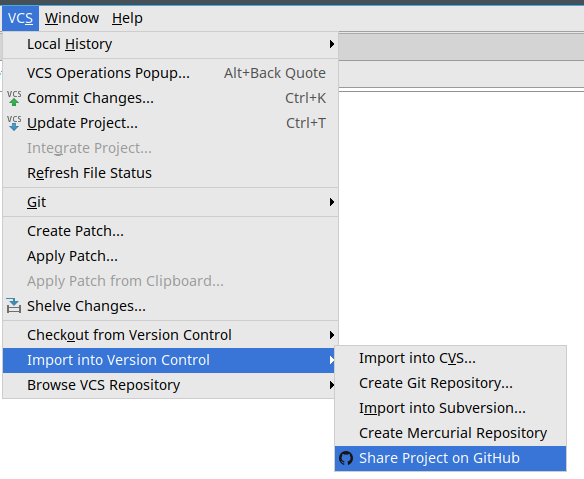 VCS Window Help
Local History
VCS Operations Popup... Alt+Back Quote
VCS Commit Changes... Ctrl+K
VCS Update Project... Ctrl+T
Integrate Project...
Refresh File Status
Git
Create Patch...
Apply Patch...
Apply Patch from Clipboard...
Shelve Changes...
Checkout from Version Control
Import into Version Control
Browse VCS Repository
Import into CVS...
Create Git Repository...
Import into Subversion...
Create Mercurial Repository
Share Project on GitHub